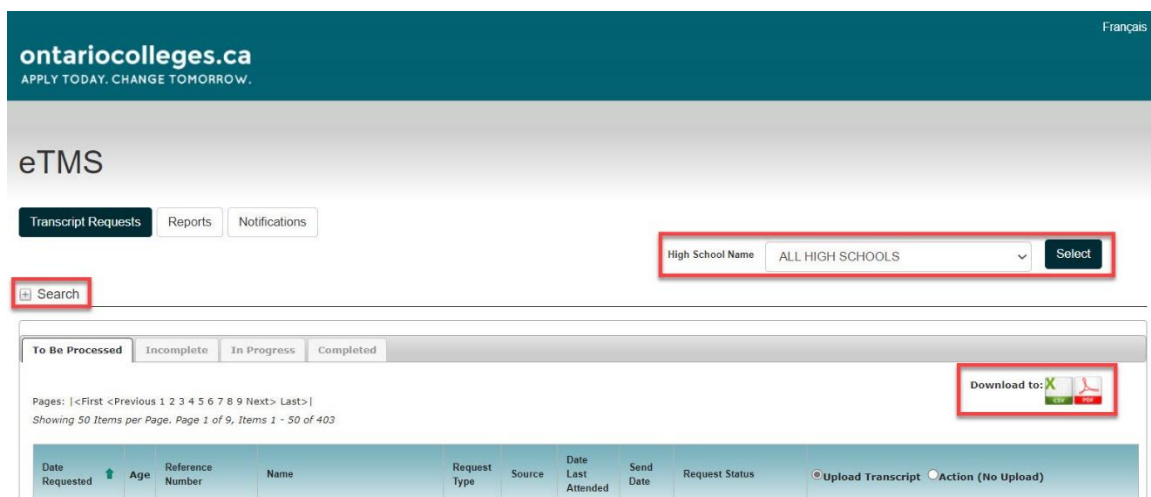 Français
ontariocolleges.ca
APPLY TODAY. CHANGE TOMORROW.
eTMS
Transcript Requests Reports Notifications
High School Name ALL HIGH SCHOOLS Select
Search
To Be Processed Incomplete In Progress Completed
Download to: X CSV PDF
Pages: |<First <Previous 1 2 3 4 5 6 7 8 9 Next> Last>|
Showing 50 Items per Page. Page 1 of 9, Items 1 - 50 of 403
Date Requested Age Reference Number Name Request Type Source Date Last Attended Send Date Request Status Upload Transcript Action (No Upload)